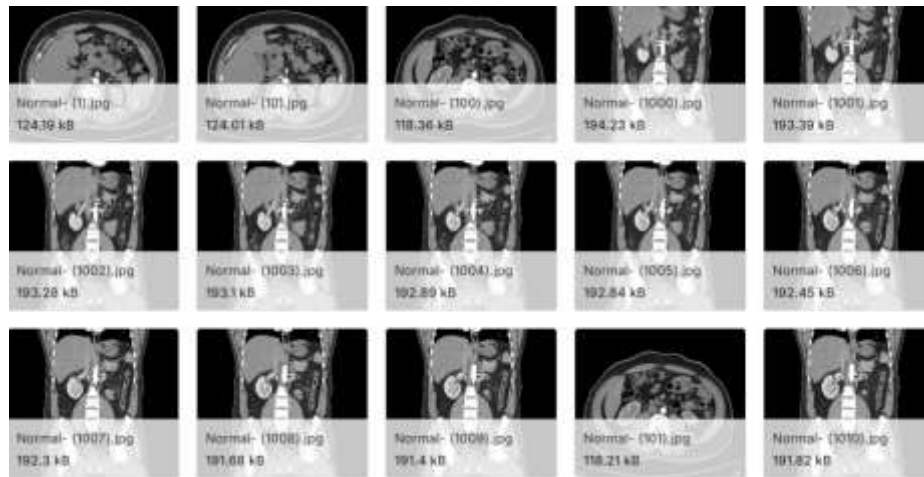 Normal- (1).jpg
124.19 kB
Normal- (10).jpg
124.01 kB
Normal- (100).jpg
118.36 kB
Normal- (1000).jpg
194.23 kB
Normal- (1001).jpg
193.39 kB
Normal- (1002).jpg
193.28 kB
Normal- (1003).jpg
193.1 kB
Normal- (1004).jpg
192.89 kB
Normal- (1005).jpg
192.84 kB
Normal- (1006).jpg
192.45 kB
Normal- (1007).jpg
192.3 kB
Normal- (1008).jpg
191.68 kB
Normal- (1009).jpg
191.4 kB
Normal- (101).jpg
118.21 kB
Normal- (1010).jpg
191.82 kB